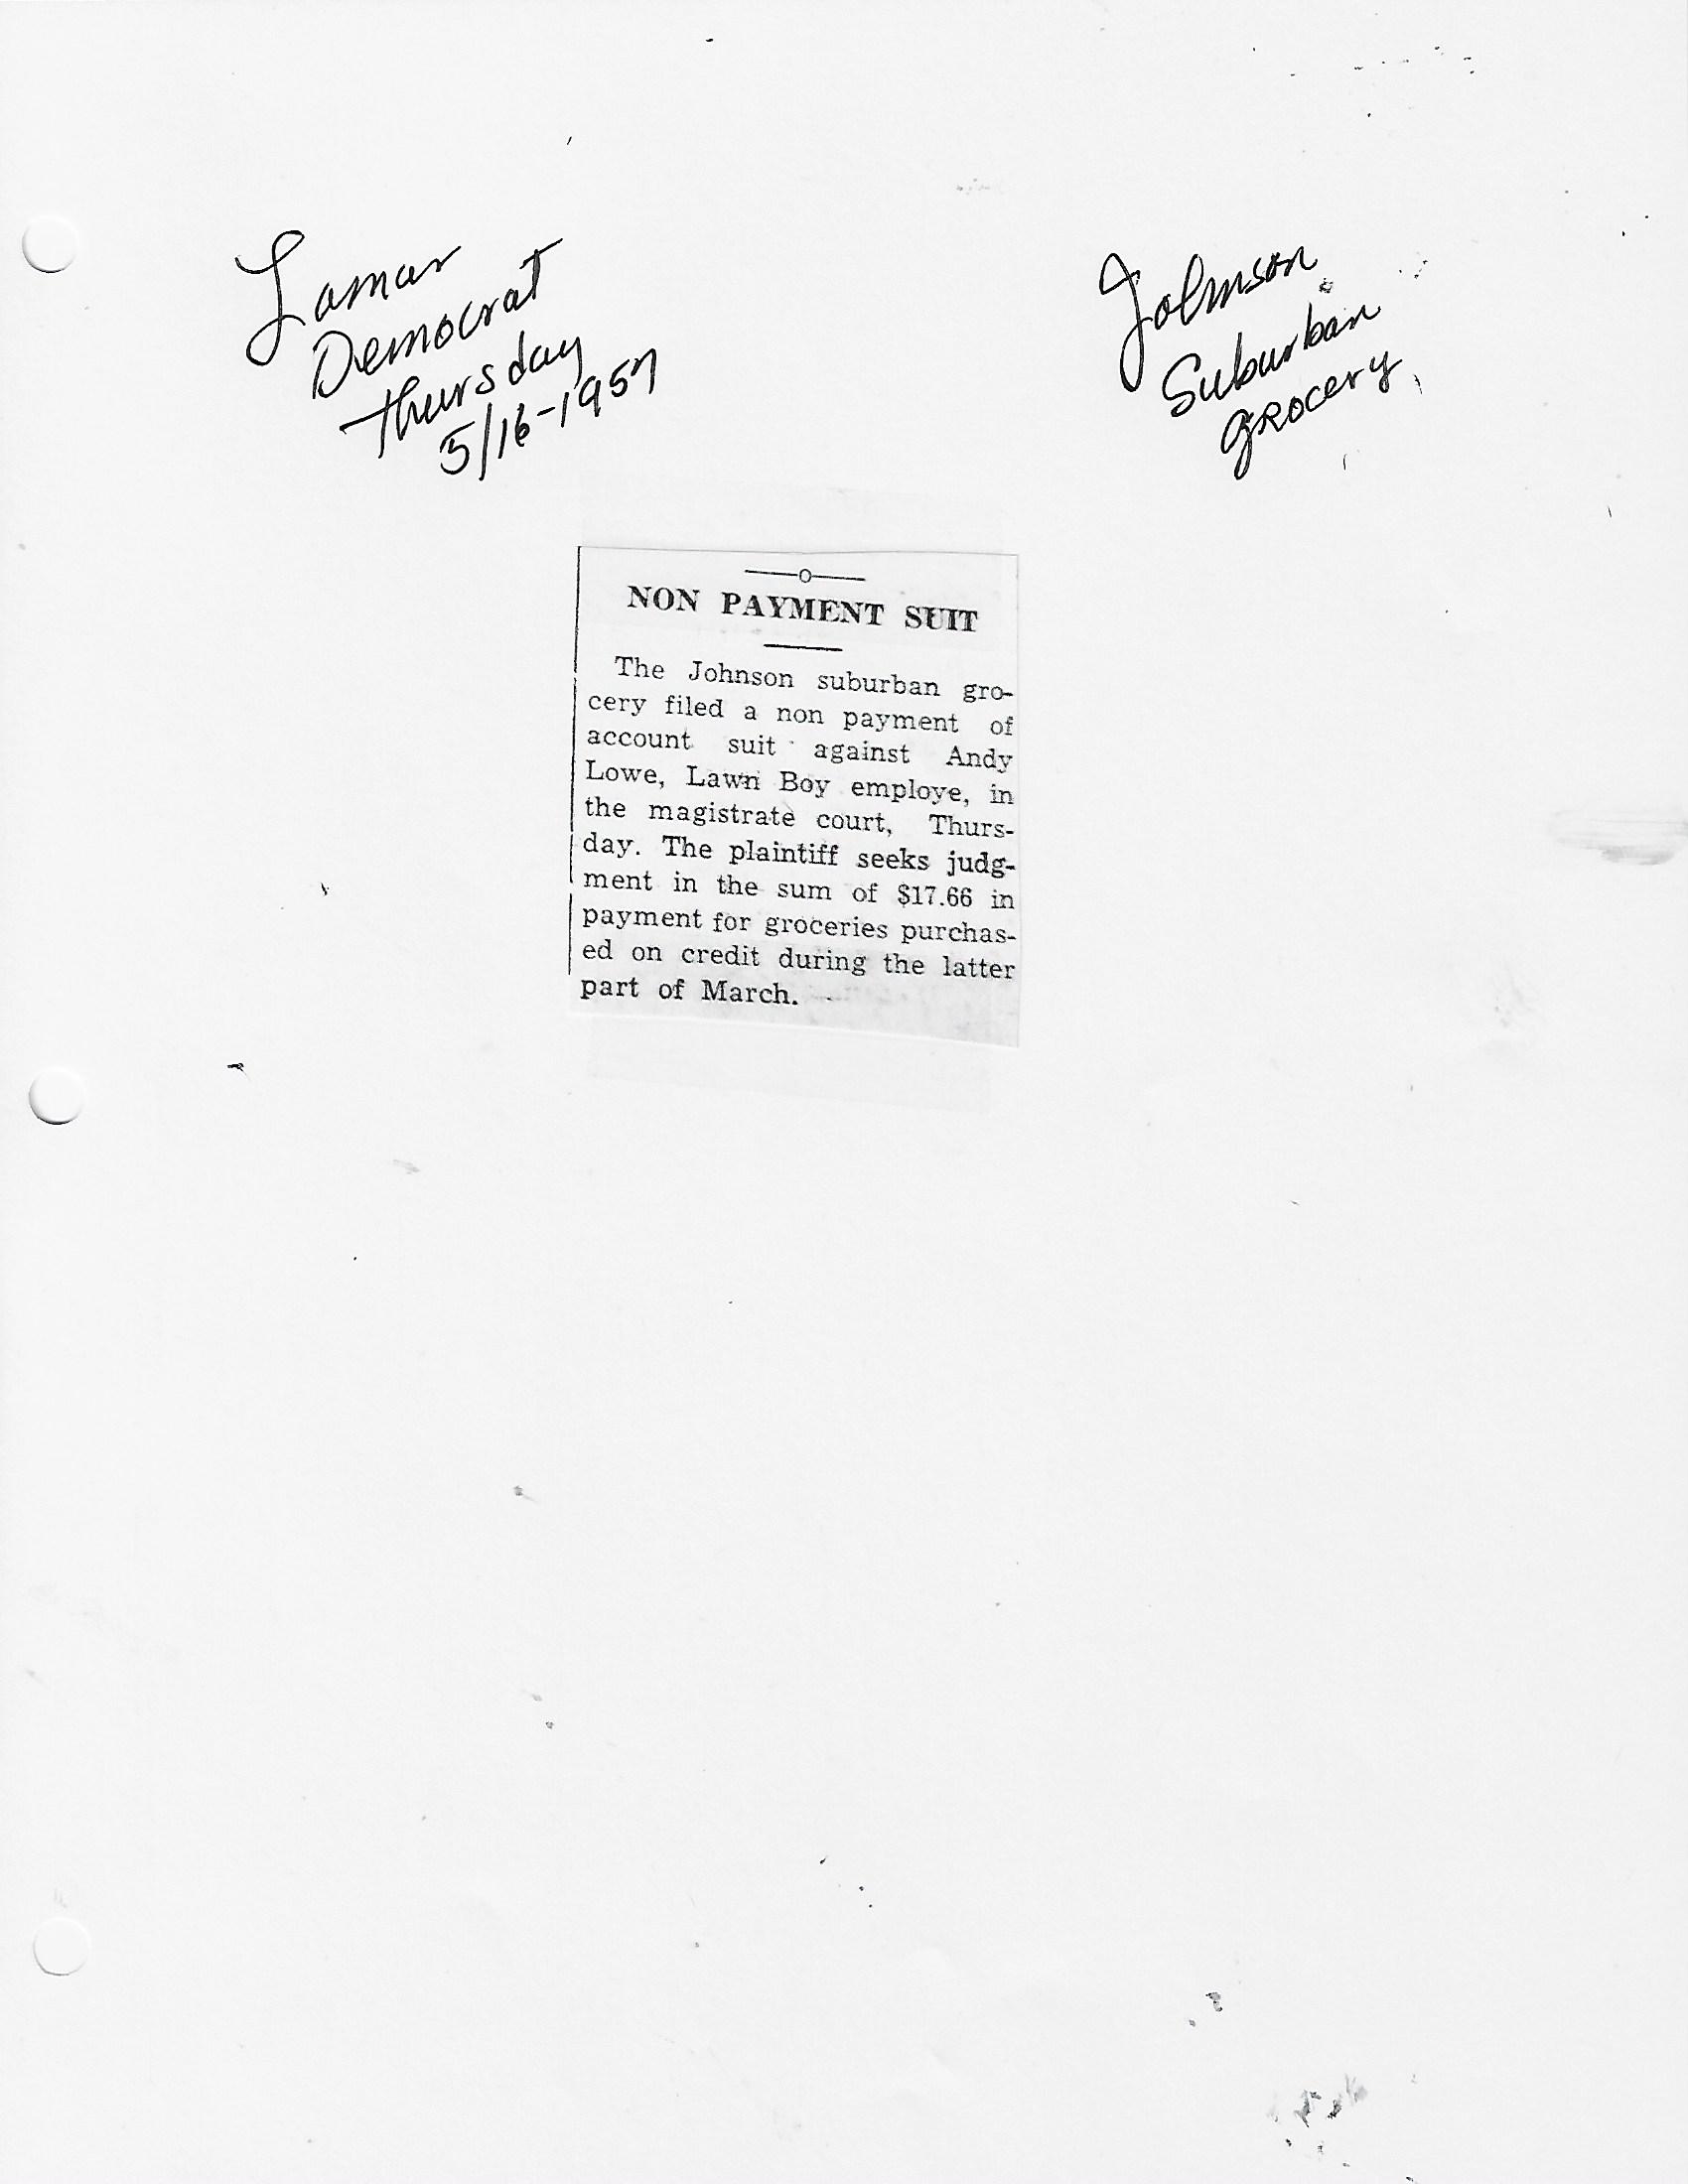 Lamar
Democrat
Thursday
5/16-1957
Johnson
Suburban
Grocery
NON PAYMENT SUIT
The Johnson suburban gro-
cery filed a non payment of
account suit against Andy
Lowe, Lawn Boy employe, in
the magistrate court, Thurs-
day. The plaintiff seeks judg-
ment in the sum of $17.66 in
payment for groceries purchas-
ed on credit during the latter
part of March.